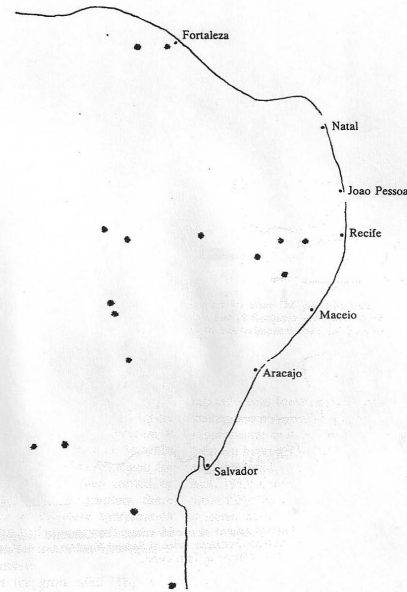 Fortaleza
Natal
Joao Pessoa
Recife
Maceio
Aracajo
Salvador